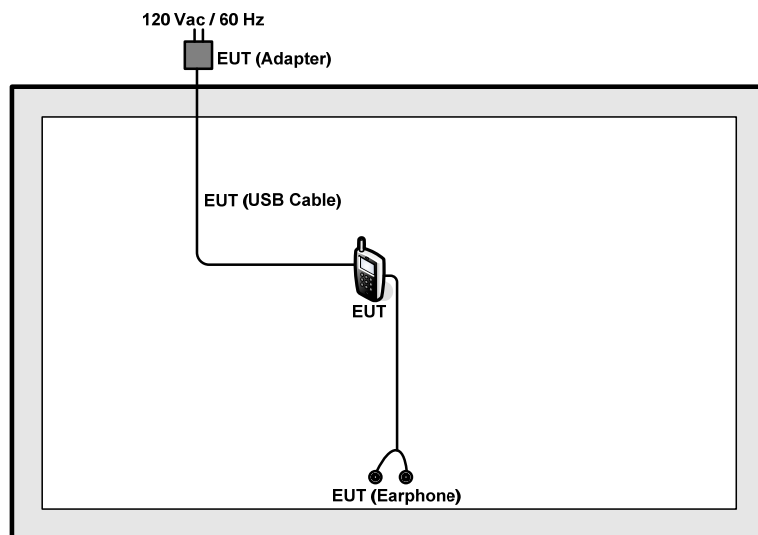 120 Vac / 60 Hz
EUT (Adapter)
EUT (USB Cable)
EUT
EUT (Earphone)